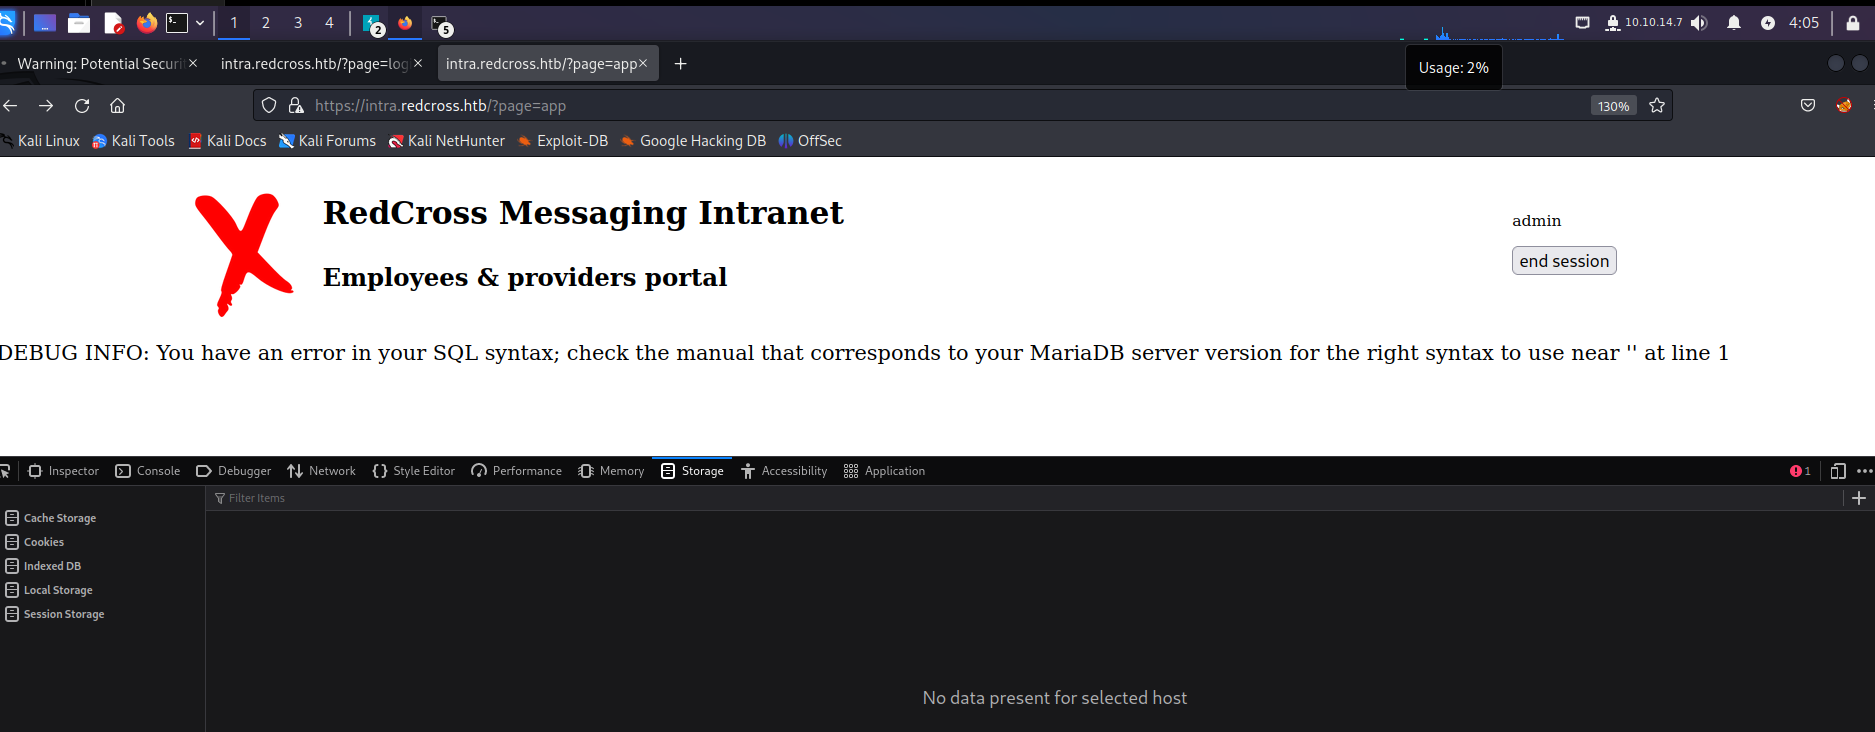 1 2 3 4 2 5 10.10.14.7 4:05
Warning: Potential Securi intra.redcross.htb/?page=log intra.redcross.htb/?page=app Usage: 2%
https://intra.redcross.htb/?page=app 130%
Kali Linux Kali Tools Kali Docs Kali Forums Kali NetHunter Exploit-DB Google Hacking DB OffSec
RedCross Messaging Intranet
admin
end session
Employees & providers portal
DEBUG INFO: You have an error in your SQL syntax; check the manual that corresponds to your MariaDB server version for the right syntax to use near '' at line 1
Inspector Console Debugger Network Style Editor Performance Memory Storage Accessibility Application 1
Filter Items
Cache Storage
Cookies
Indexed DB
Local Storage
Session Storage
No data present for selected host